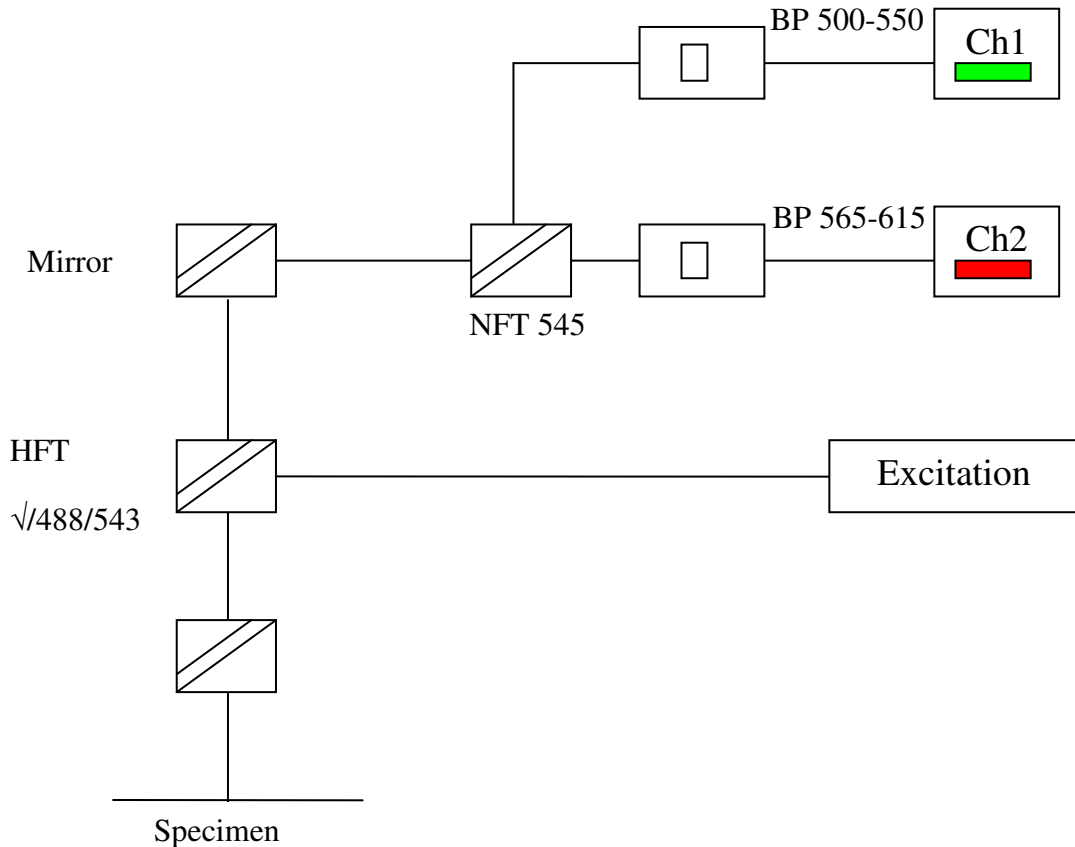 BP 500-550
Ch1
BP 565-615
Ch2
Mirror
NFT 545
HFT
√/488/543
Excitation
Specimen